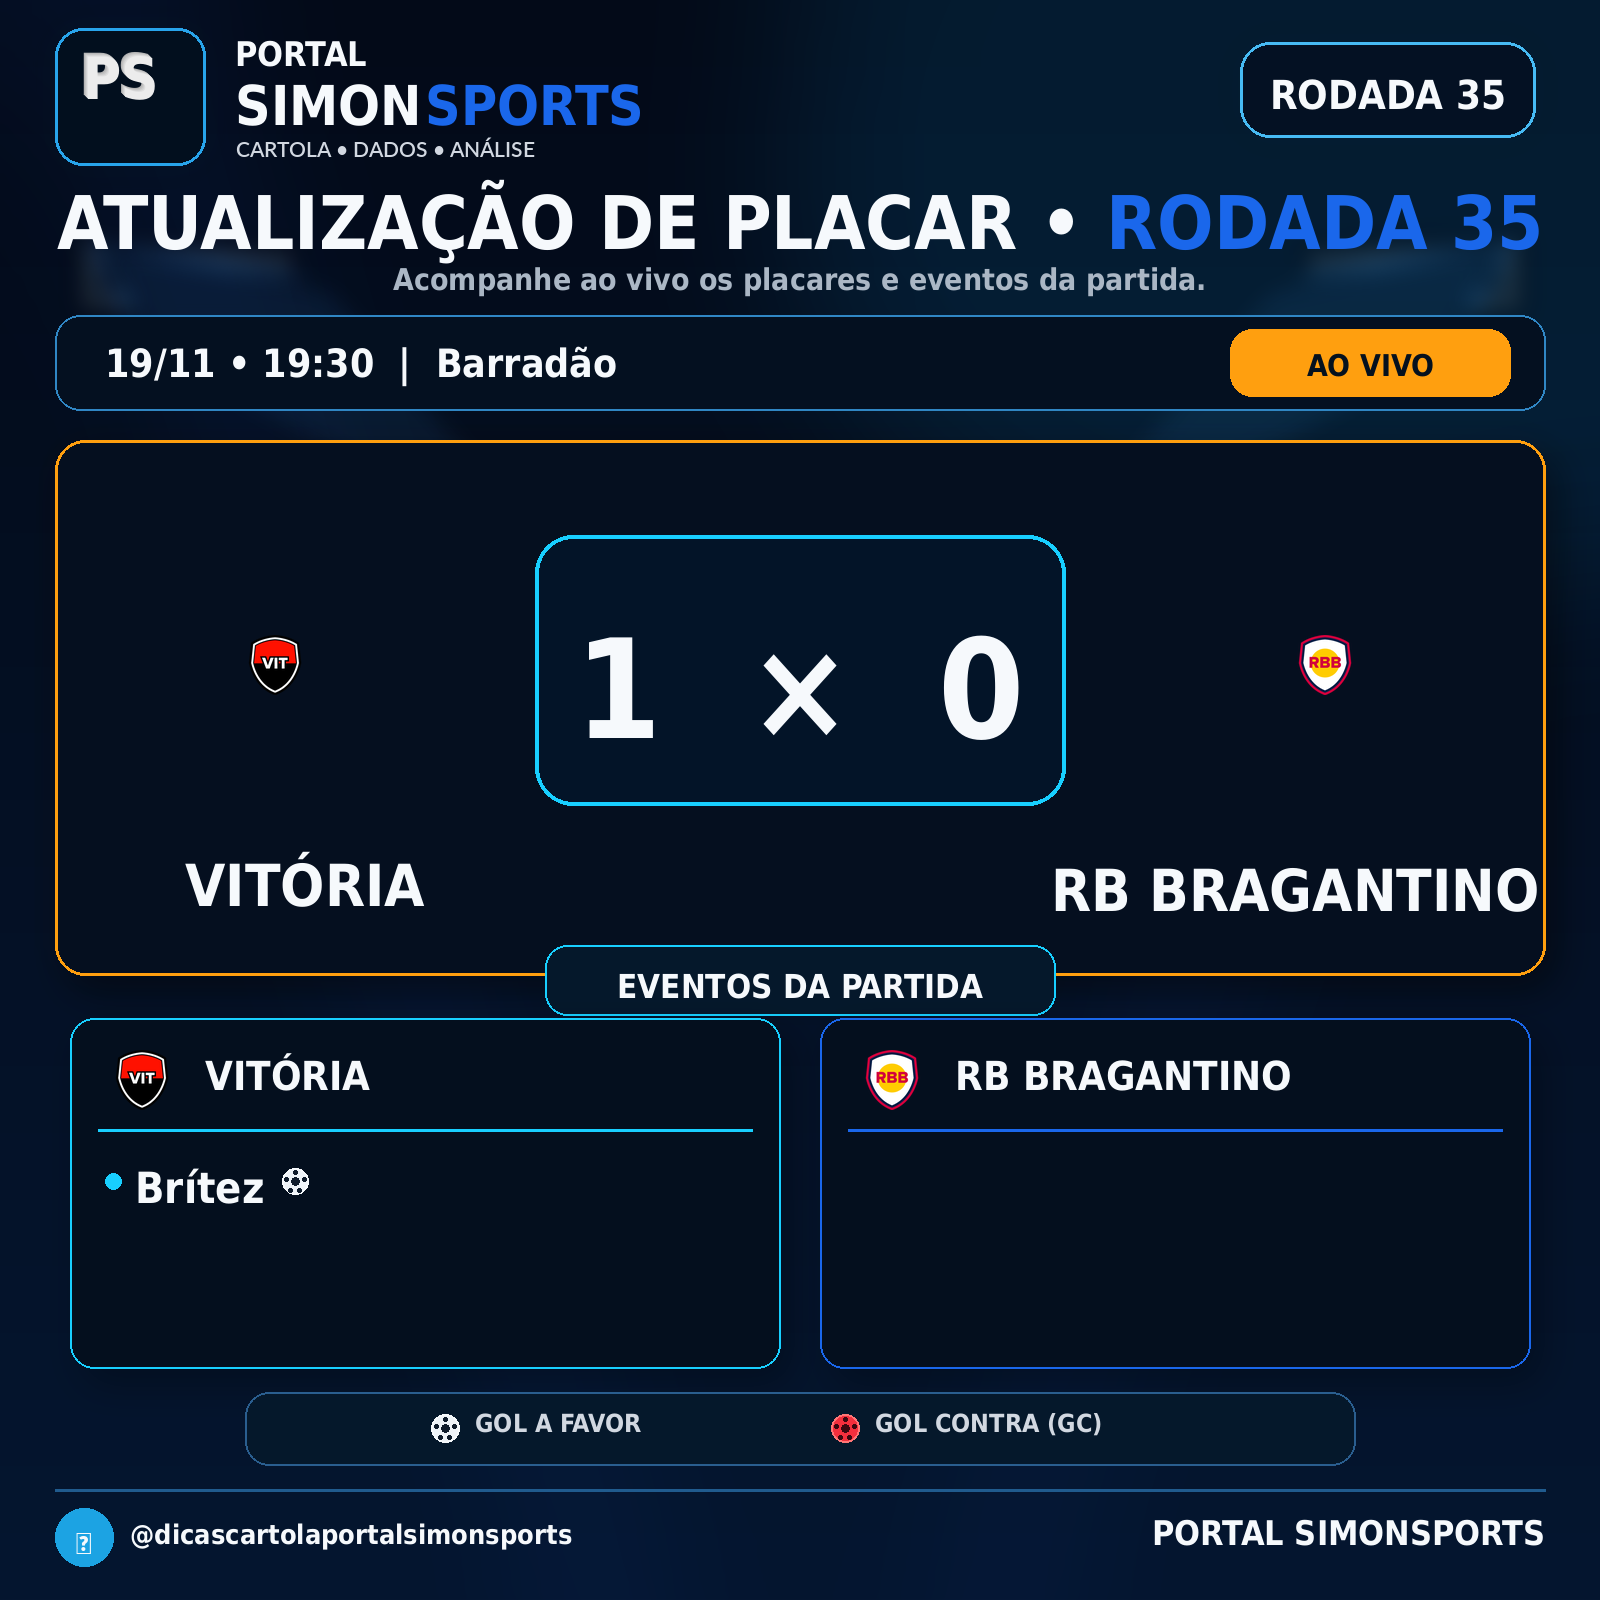 PS
PORTAL
SIMONSPORTS
CARTOLA • DADOS • ANÁLISE
RODADA 35
ATUALIZAÇÃO DE PLACAR • RODADA 35
Acompanhe ao vivo os placares e eventos da partida.
19/11 • 19:30 | Barradão
AO VIVO
1 × 0
VIT
RBB
VITÓRIA
RB BRAGANTINO
EVENTOS DA PARTIDA
VIT
VITÓRIA
Brítez
RBB
RB BRAGANTINO
GOL A FAVOR
GOL CONTRA (GC)
@dicascartolaportalsimonsports
PORTAL SIMONSPORTS